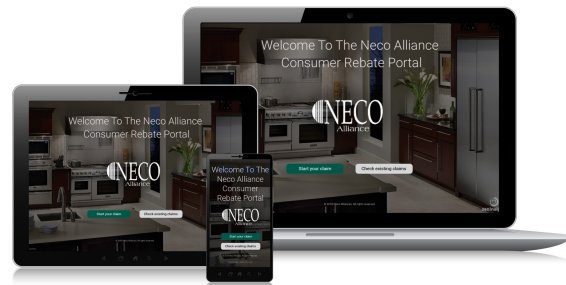 Welcome To The Neco Alliance
Consumer Rebate Portal
NECO
Alliance
Start your claim
Check existing claims
Welcome To The Neco Alliance
Consumer Rebate Portal
NECO
Alliance
Start your claim
Check existing claims
Welcome To The
Neco Alliance
Consumer
Rebate Portal
NECO
Alliance
Start your claim
Check existing claims